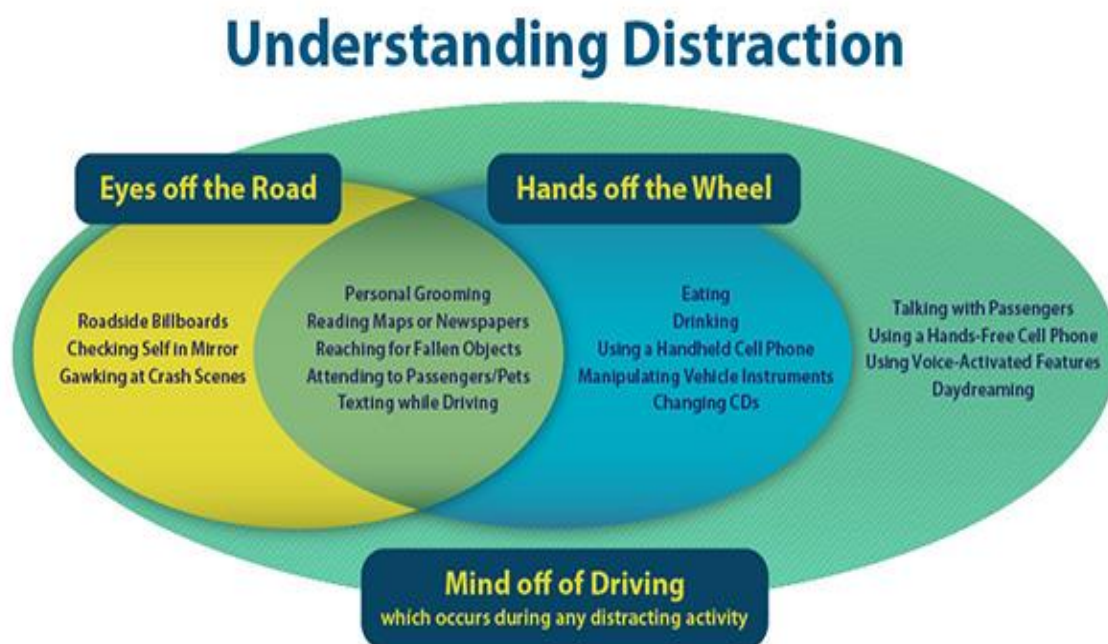 Understanding Distraction
Eyes off the Road
Hands off the Wheel
Roadside Billboards
Checking Self in Mirror
Gawking at Crash Scenes
Personal Grooming
Reading Maps or Newspapers
Reaching for Fallen Objects
Attending to Passengers/Pets
Texting while Driving
Eating
Drinking
Using a Handheld Cell Phone
Manipulating Vehicle Instruments
Changing CDs
Talking with Passengers
Using a Hands-Free Cell Phone
Using Voice-Activated Features
Daydreaming
Mind off of Driving
which occurs during any distracting activity